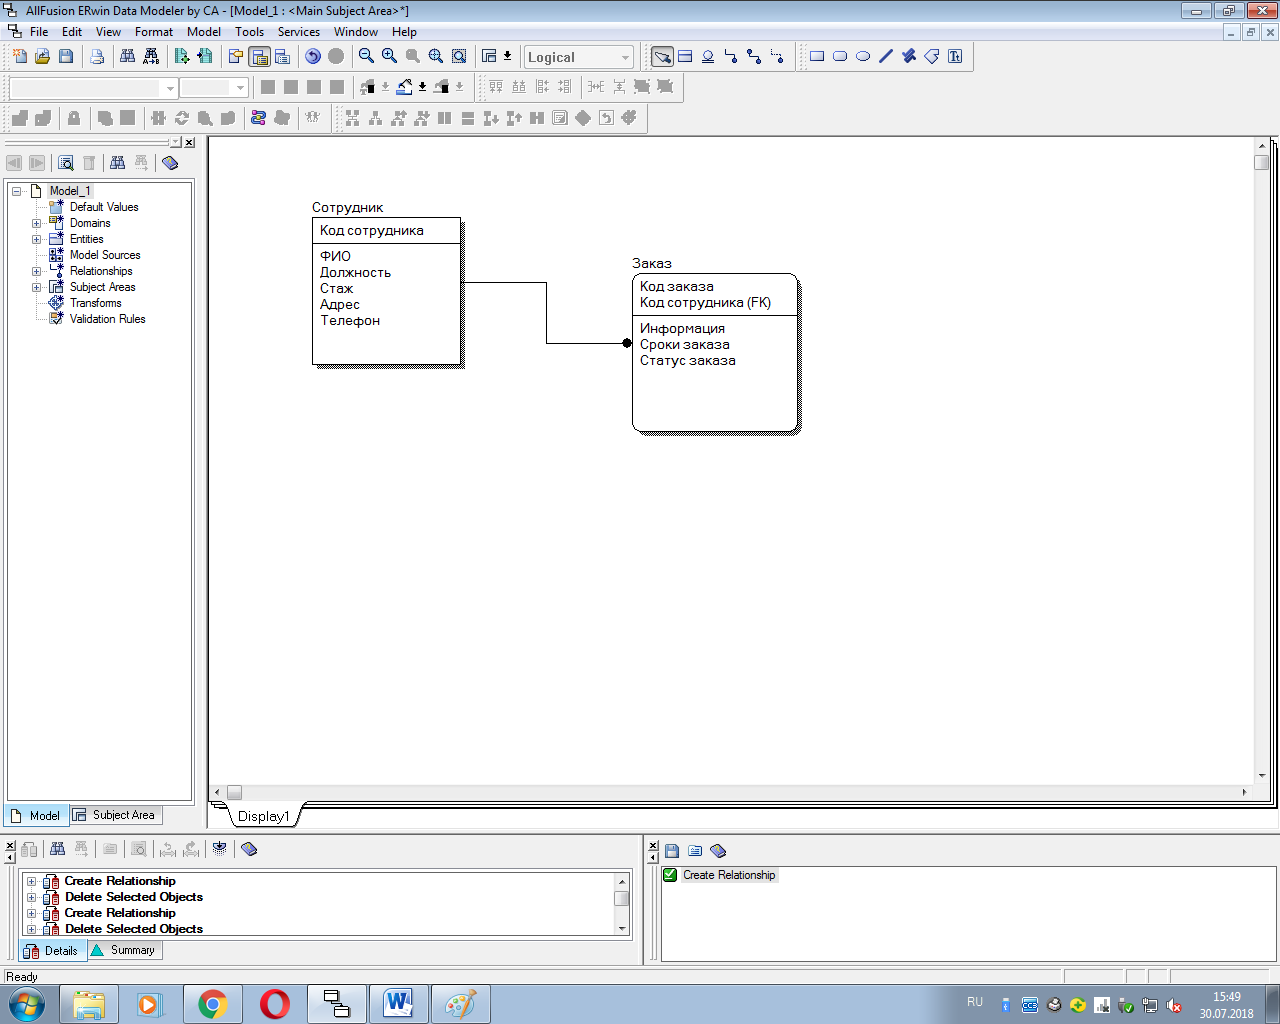 AllFusion ERwin Data Modeler by CA - [Model_1 : <Main Subject Area>*]
File Edit View Format Model Tools Services Window Help
Logical
Model_1
Default Values
Domains
Entities
Model Sources
Relationships
Subject Areas
Transforms
Validation Rules
Model Subject Area
Сотрудник
Код сотрудника
ФИО
Должность
Стаж
Адрес
Телефон
Заказ
Код заказа
Код сотрудника (FK)
Информация
Сроки заказа
Статус заказа
Display1
Create Relationship
Delete Selected Objects
Create Relationship
Delete Selected Objects
Details Summary
Create Relationship
Ready
RU
15:49
30.07.2018